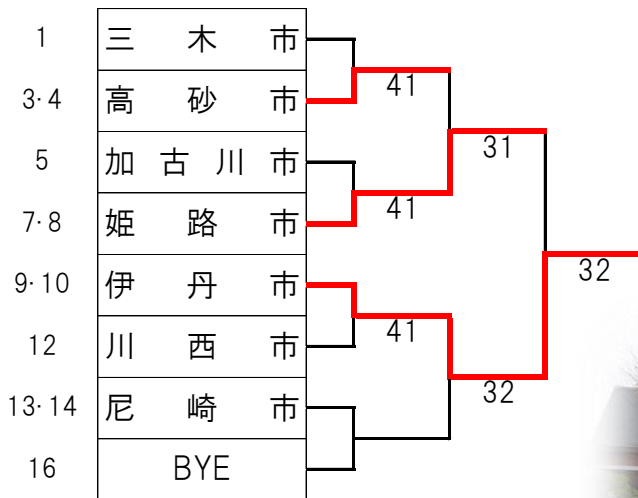 1 三木市
3·4 高砂市
41
5 加古川市
31
7·8 姫路市
41
9·10 伊丹市
32
12 川西市
41
13·14 尼崎市
32
16 BYE